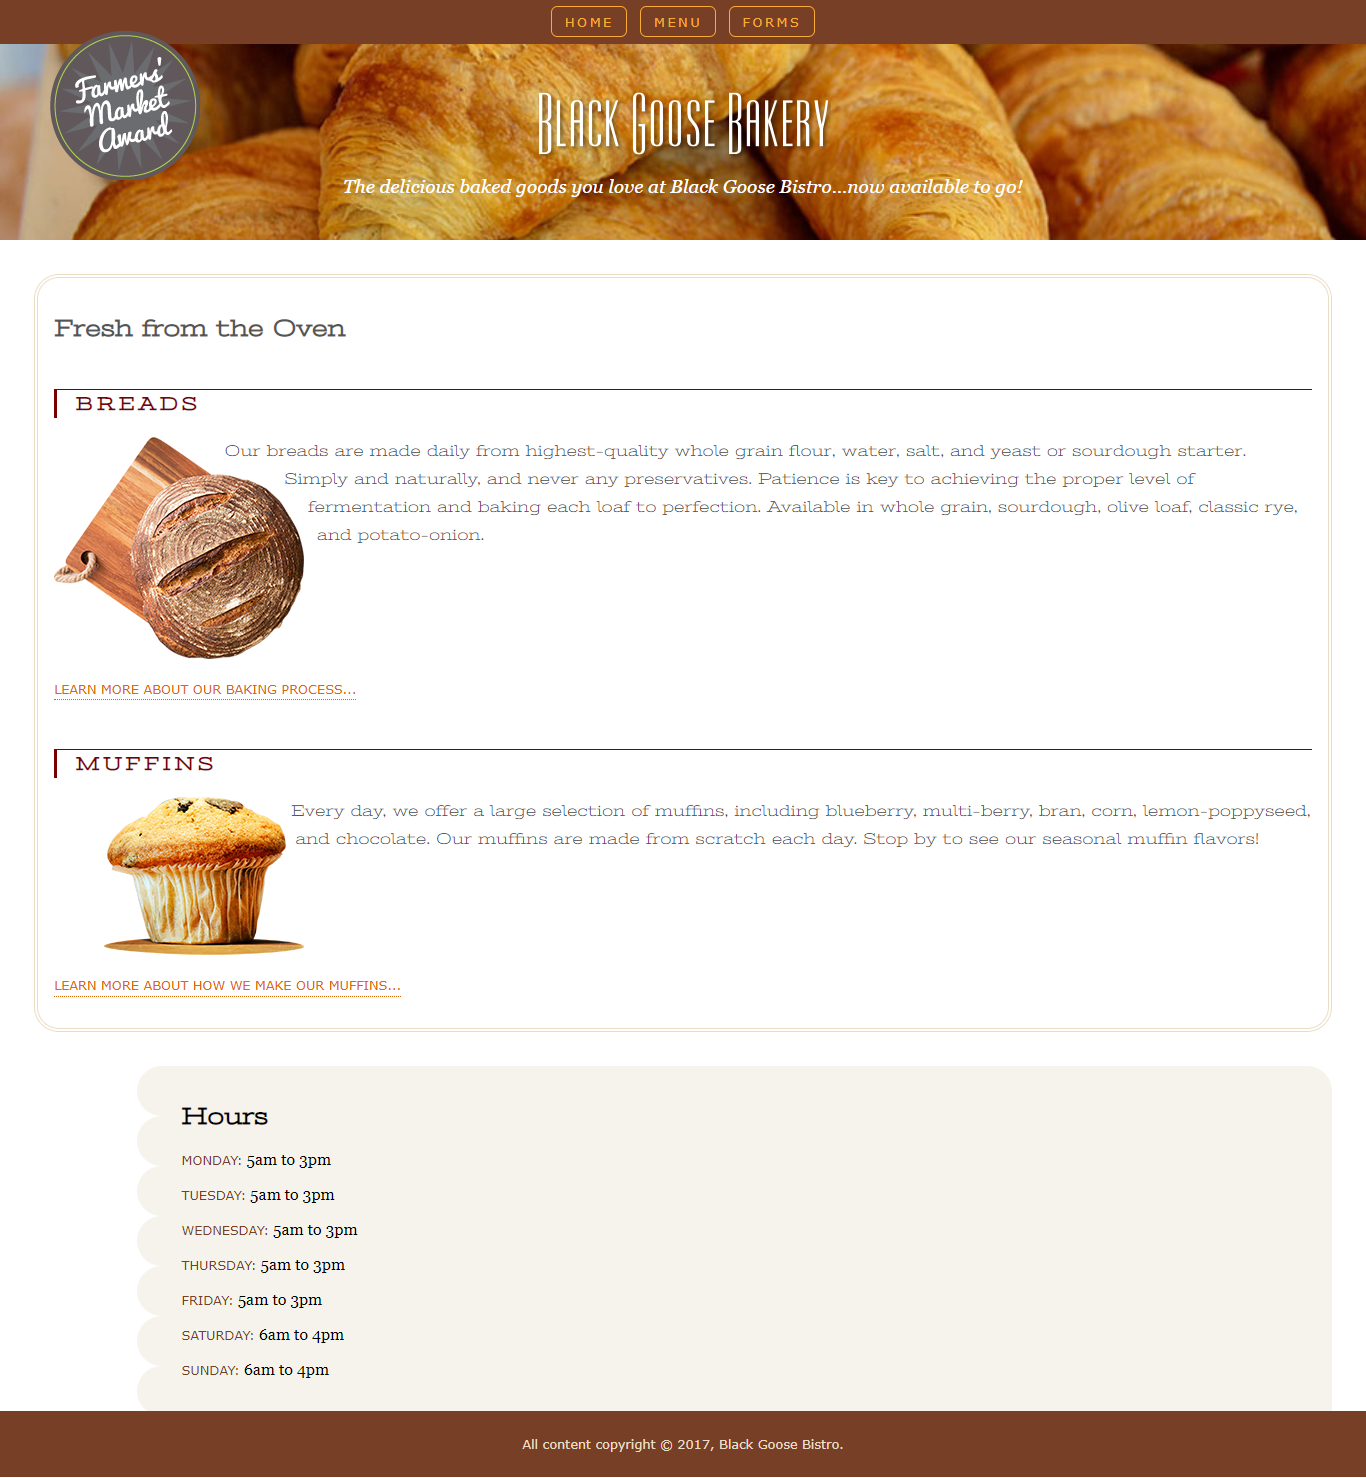 HOME MENU FORMS
Farmers'
Market
Award
Black Goose Bakery
The delicious baked goods you love at Black Goose Bistro...now available to go!
Fresh from the Oven
BREADS
Our breads are made daily from highest-quality whole grain flour, water, salt, and yeast or sourdough starter.
Simply and naturally, and never any preservatives. Patience is key to achieving the proper level of
fermentation and baking each loaf to perfection. Available in whole grain, sourdough, olive loaf, classic rye,
and potato-onion.
LEARN MORE ABOUT OUR BAKING PROCESS...
MUFFINS
Every day, we offer a large selection of muffins, including blueberry, multi-berry, bran, corn, lemon-poppyseed,
and chocolate. Our muffins are made from scratch each day. Stop by to see our seasonal muffin flavors!
LEARN MORE ABOUT HOW WE MAKE OUR MUFFINS...
Hours
MONDAY: 5am to 3pm
TUESDAY: 5am to 3pm
WEDNESDAY: 5am to 3pm
THURSDAY: 5am to 3pm
FRIDAY: 5am to 3pm
SATURDAY: 6am to 4pm
SUNDAY: 6am to 4pm
All content copyright © 2017, Black Goose Bistro.